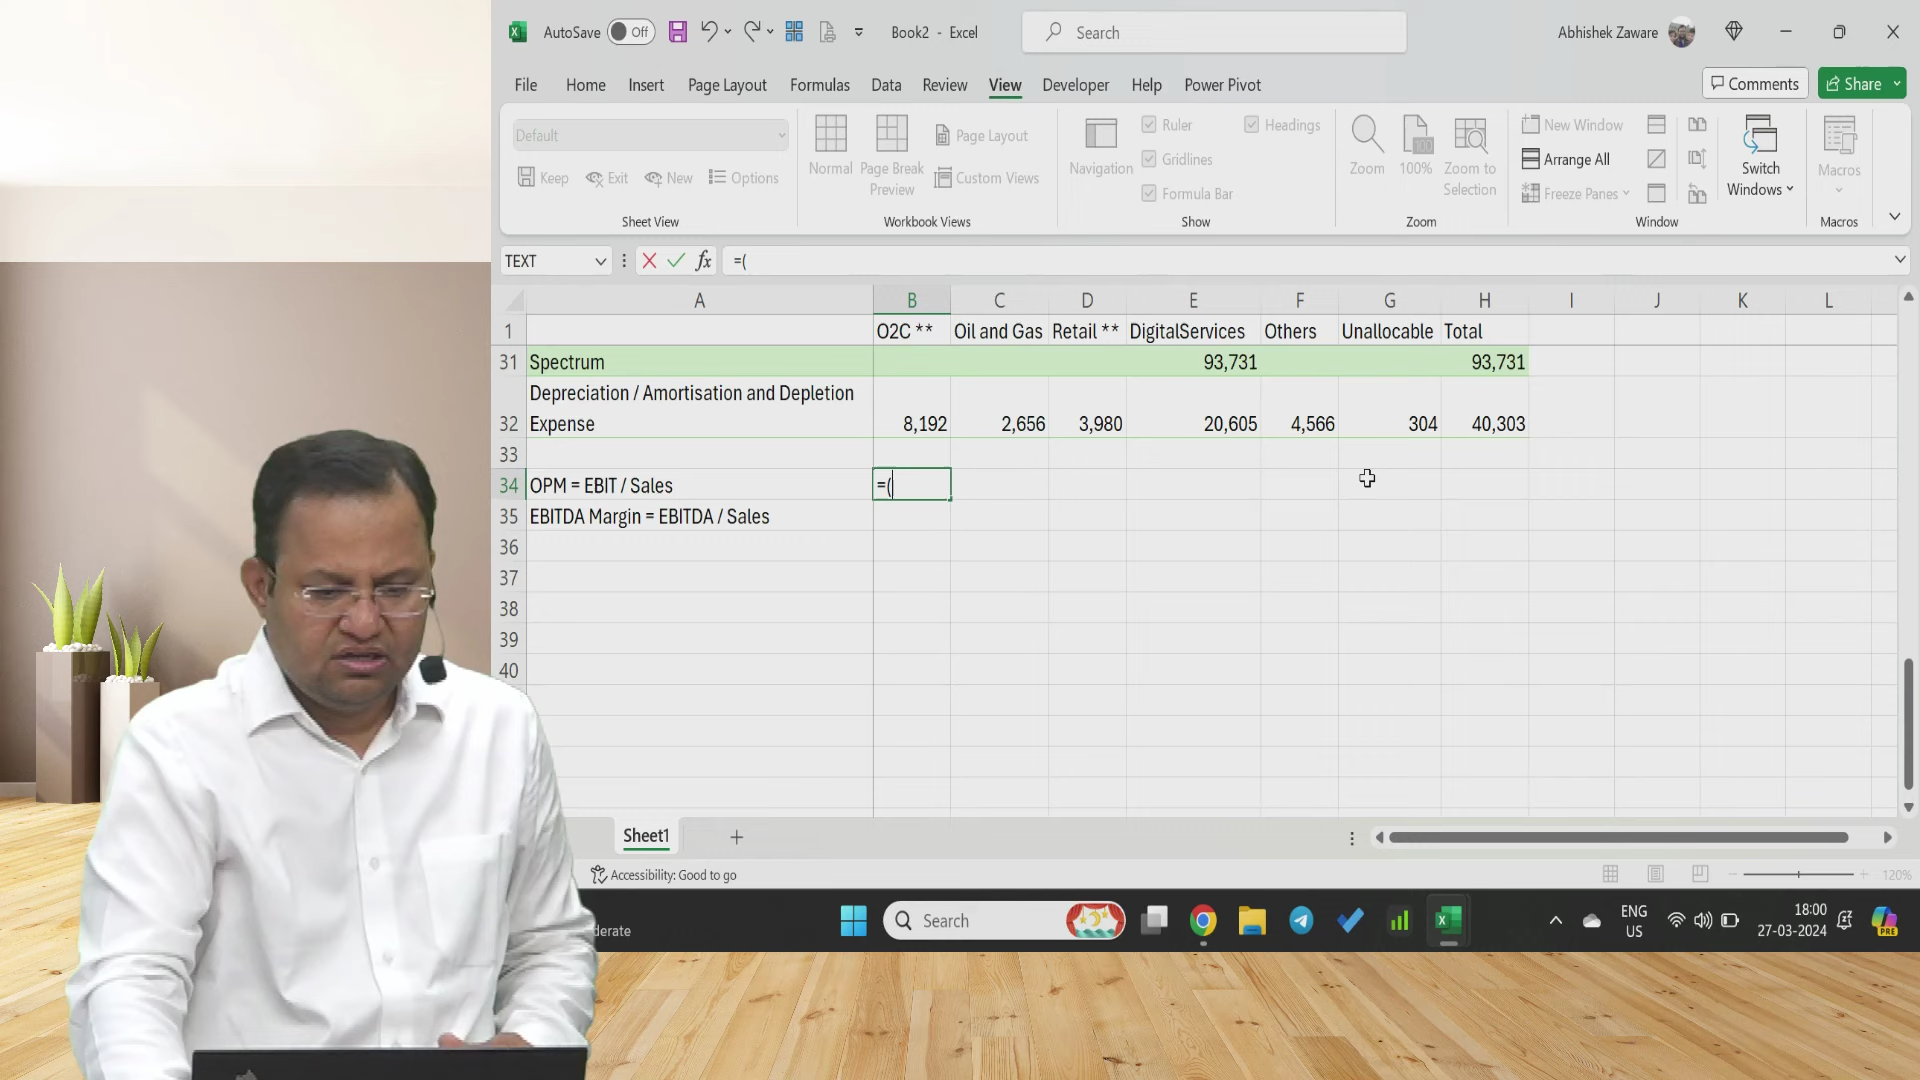 AutoSave Off Book2 - Excel Search Abhishek Zaware
File Home Insert Page Layout Formulas Data Review View Developer Help Power Pivot Comments Share
Default
Keep Exit New Options
Sheet View
Normal Page Break Preview Page Layout Custom Views
Workbook Views
Navigation Ruler Headings
Gridlines
Formula Bar
Show
Zoom 100% Zoom to Selection
Zoom
New Window
Arrange All
Freeze Panes
Switch Windows
Window
Macros
Macros
TEXT fx =(
A B C D E F G H I J K L
1 O2C ** Oil and Gas Retail ** DigitalServices Others Unallocable Total
31 Spectrum 93,731 93,731
Depreciation / Amortisation and Depletion
32 Expense 8,192 2,656 3,980 20,605 4,566 304 40,303
33
34 OPM = EBIT / Sales =(
35 EBITDA Margin = EBITDA / Sales
36
37
38
39
40
Sheet1
Accessibility: Good to go 120%
derate Search ENG US 18:00 27-03-2024 PRE